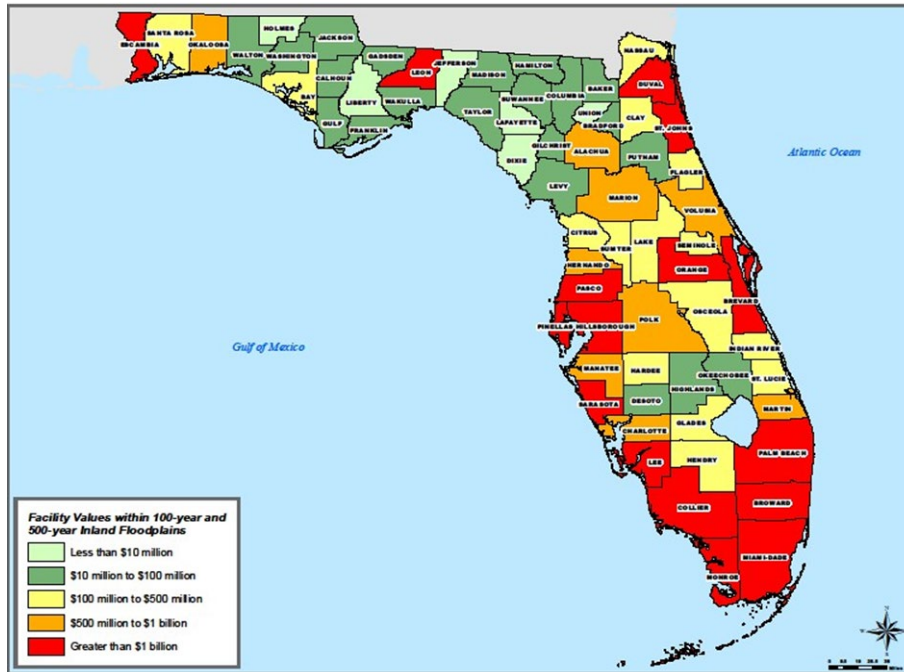 HOLMES
SANTA ROSA
JACKSON
ESCAMBIA
OKALOOSA
NASSAU
WALTON
WASHINGTON
GADSDEN
HAMILTON
JEFFERSON
LEON
MADISON
DUVAL
CALHOUN
BAKER
BAY
COLUMBIA
LIBERTY
WAKULLA
SUWANNEE
TAYLOR
UNION
CLAY
GULF
LAFAYETTE
BRADFORD
ST. JOHNS
FRANKLIN
GILCHRIST
ALACHUA
Atlantic Ocean
DIXIE
PUTNAM
FLAGLER
LEVY
MARION
VOLUSIA
CITRUS
LAKE
SUMTER
SEMINOLE
HERNANDO
ORANGE
PASCO
BREVARD
OSCEOLA
POLK
PINELLAS
HILLSBOROUGH
Gulf of Mexico
INDIAN RIVER
MANATEE
HARDEE
OKEECHOBEE
ST. LUCIE
HIGHLANDS
DESOTO
SARASOTA
MARTIN
GLADES
CHARLOTTE
PALM BEACH
LEE
HENDRY
COLLIER
BROWARD
MIAMI-DADE
MONROE
Facility Values within 100-year and
500-year Inland Floodplains
Less than $10 million
$10 million to $100 million
$100 million to $500 million
$500 million to $1 billion
Greater than $1 billion